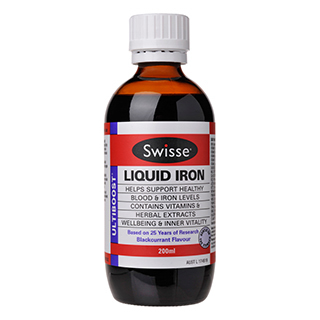 Swisse
ULTIBOOST
LIQUID IRON
HELPS SUPPORT HEALTHY
BLOOD & IRON LEVELS
CONTAINS VITAMINS &
HERBAL EXTRACTS
WELLBEING & INNER VITALITY
Based on 25 Years of Research
Blackcurrant Flavour
200ml